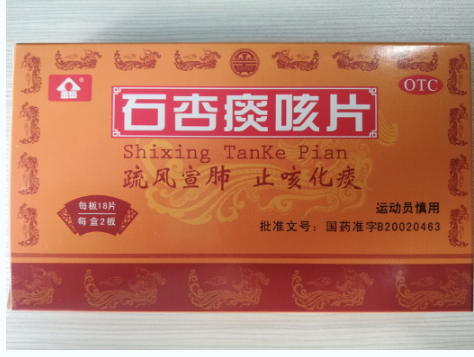 OTC
石杏痰咳片
Shixing TanKe Pian
疏风宣肺 止咳化痰
每板18片
每盒2板
运动员慎用
批准文号：国药准字B20020463